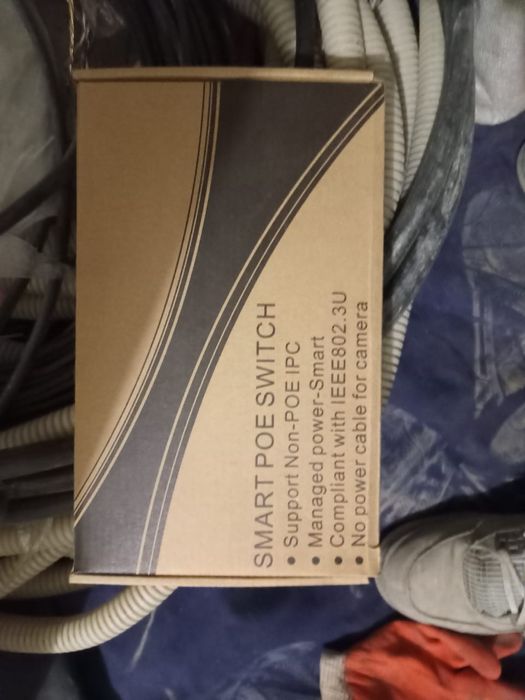 SMART POE SWITCH
• Support Non-POE IPC
• Managed power-Smart
• Compliant with IEEE802.3U
• No power cable for camera